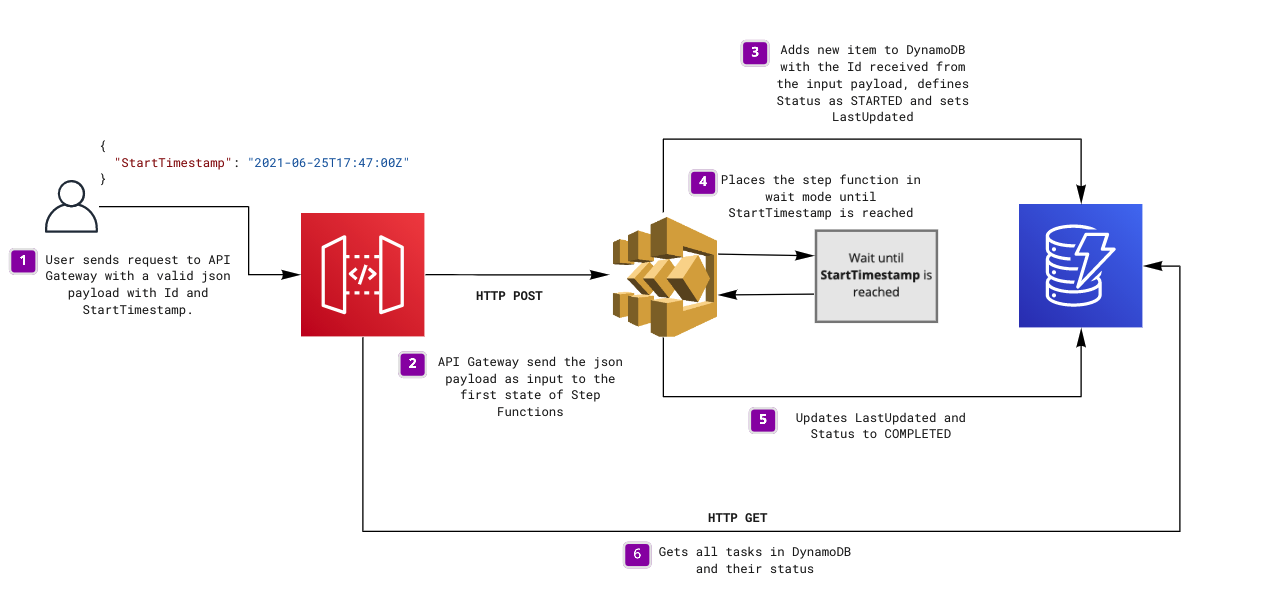 {
"StartTimestamp": "2021-06-25T17:47:00Z"
}
1
User sends request to API
Gateway with a valid json
payload with Id and
StartTimestamp.
</>
HTTP POST
2
API Gateway send the json
payload as input to the
first state of Step
Functions
3
Adds new item to DynamoDB
with the Id received from
the input payload, defines
Status as STARTED and sets
LastUpdated
4
Places the step function in
wait mode until
StartTimestamp is reached
Wait until
StartTimestamp is
reached
5
Updates LastUpdated and
Status to COMPLETED
HTTP GET
6
Gets all tasks in DynamoDB
and their status